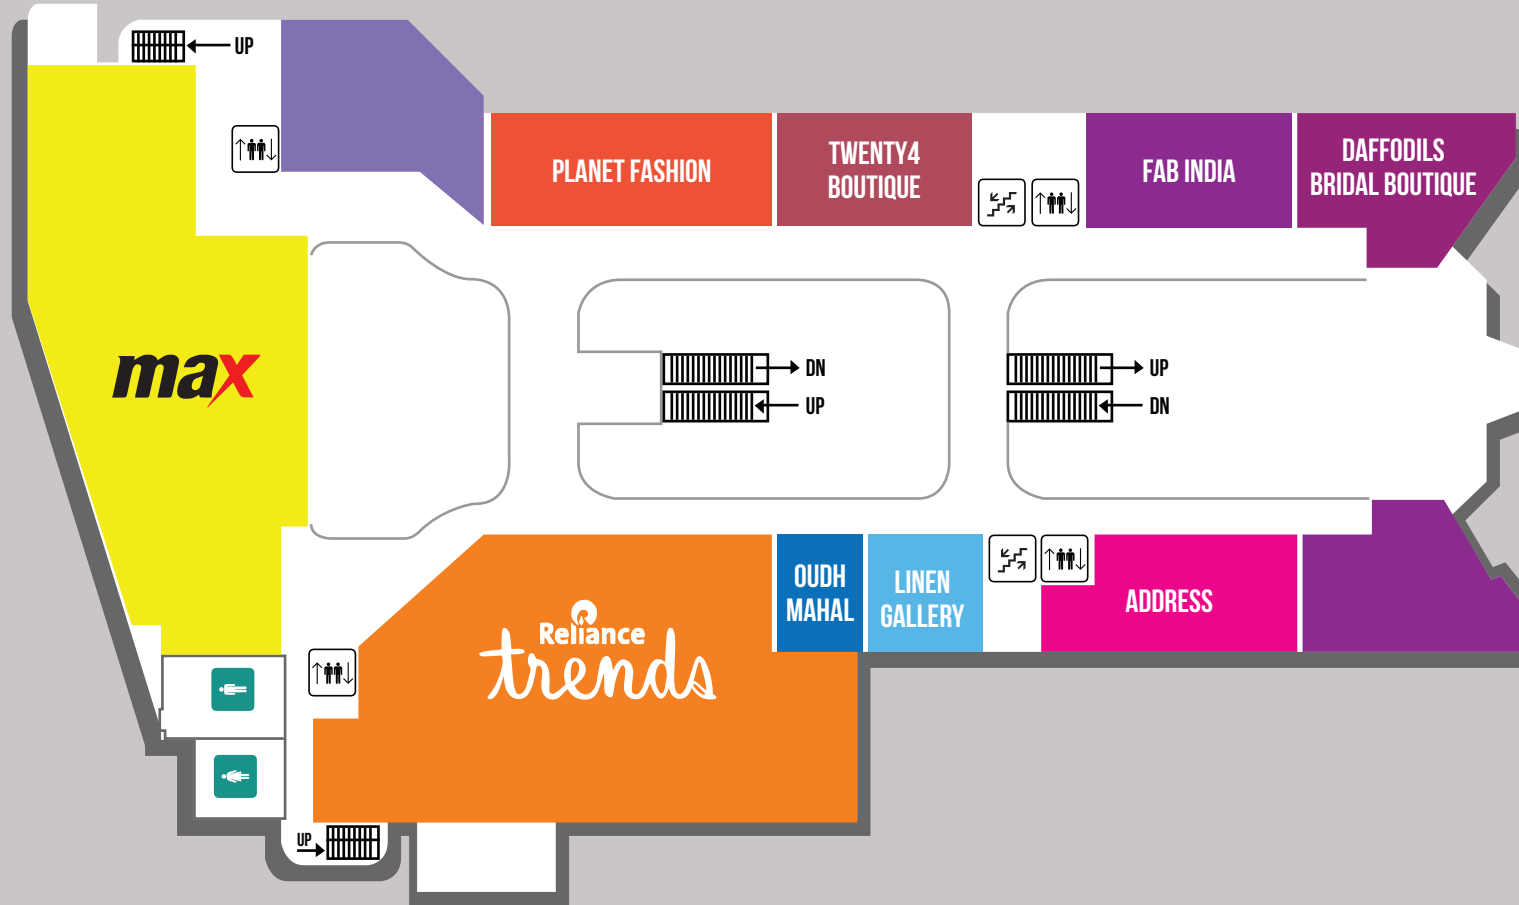 UP
PLANET FASHION
TWENTY4
BOUTIQUE
FAB INDIA
DAFFODILS
BRIDAL BOUTIQUE
max
DN
UP
UP
DN
Reliance
trends
OUDH
MAHAL
LINEN
GALLERY
ADDRESS
UP